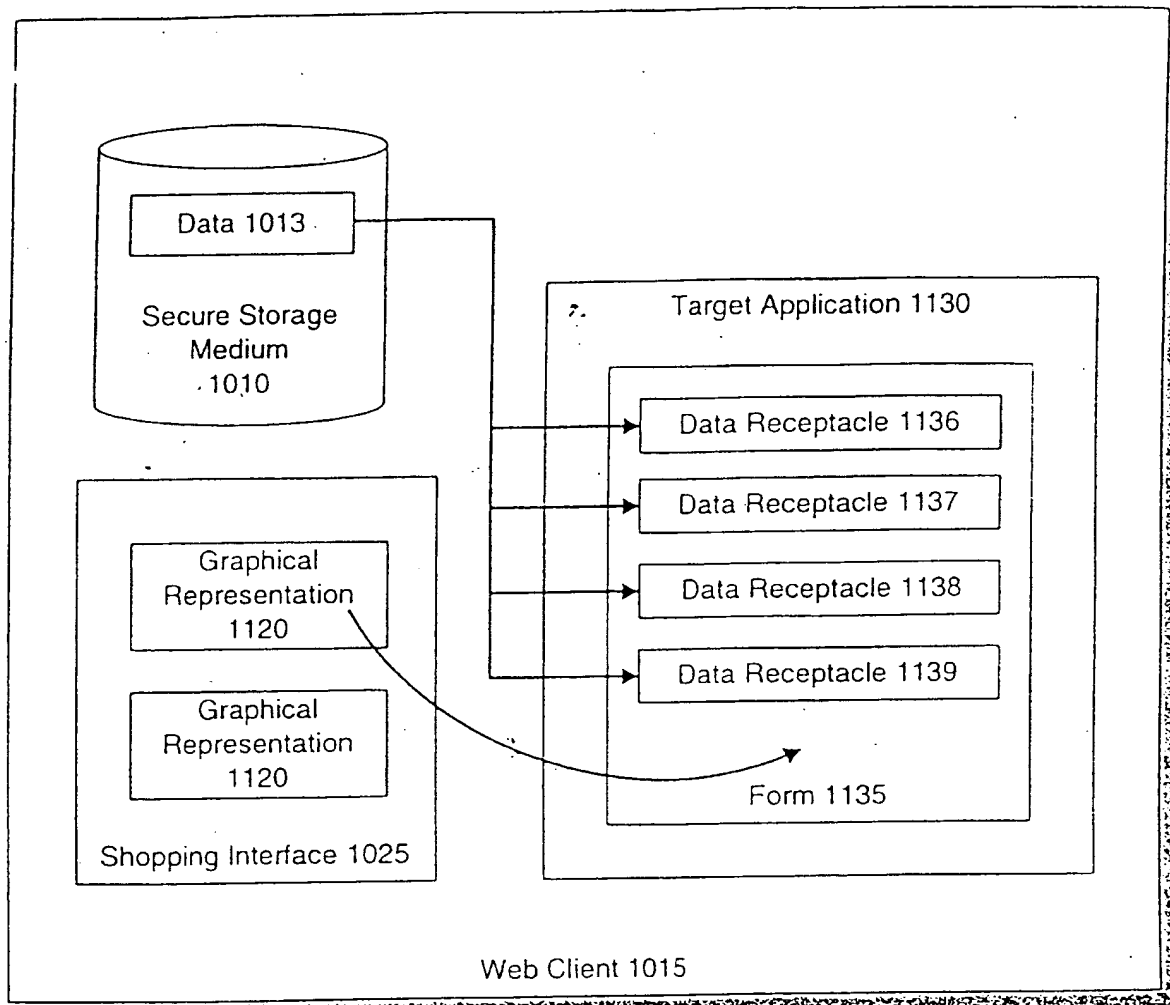 Data 1013
Secure Storage
Medium
1010
Target Application 1130
Data Receptacle 1136
Data Receptacle 1137
Data Receptacle 1138
Data Receptacle 1139
Form 1135
Graphical
Representation
1120
Graphical
Representation
1120
Shopping Interface 1025
Web Client 1015